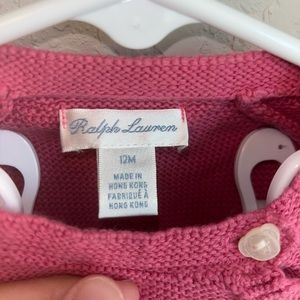 Ralph Lauren
12M
MADE IN
HONG KONG
FABRIQUÉ À
HONG KONG